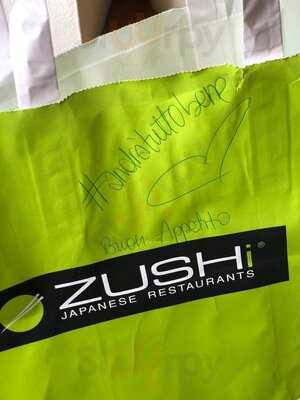 #andràtuttobene
Buon Appetito
ZUSHi®
JAPANESE RESTAURANTS